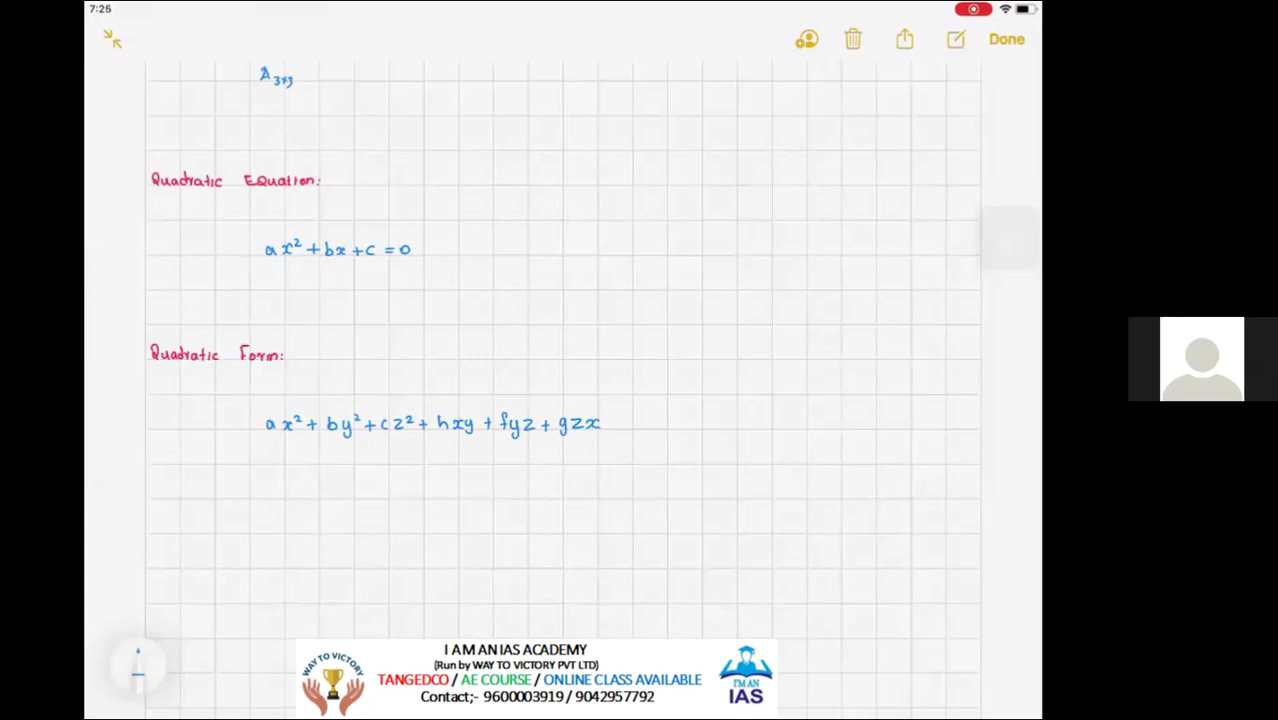 7:25
Done
A3×3
Quadratic Equation:
ax² + bx + c = 0
Quadratic Form:
ax² + by² + cz² + hxy + fyz + gzx
WAY TO VICTORY
I AM AN IAS ACADEMY
(Run by WAY TO VICTORY PVT LTD)
TANGEDCO / AE COURSE / ONLINE CLASS AVAILABLE
Contact;- 9600003919 / 9042957792
I'M AN
IAS